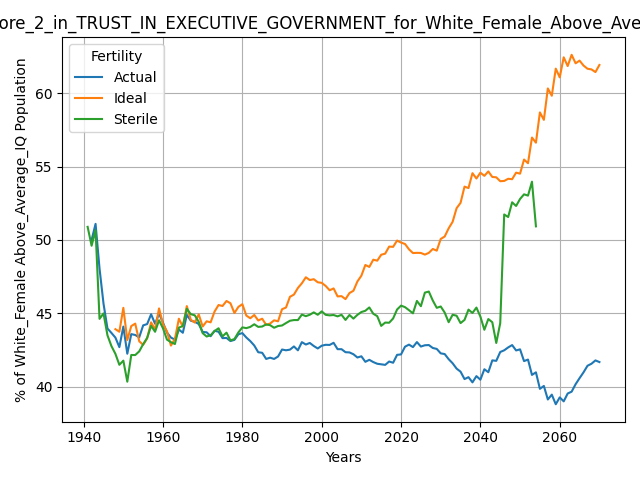 ore_2_in_TRUST_IN_EXECUTIVE_GOVERNMENT_for_White_Female_Above_Ave
Fertility
Actual
Ideal
Sterile
% of White_Female Above_Average_IQ Population
60
55
50
45
40
1940
1960
1980
2000
2020
2040
2060
Years